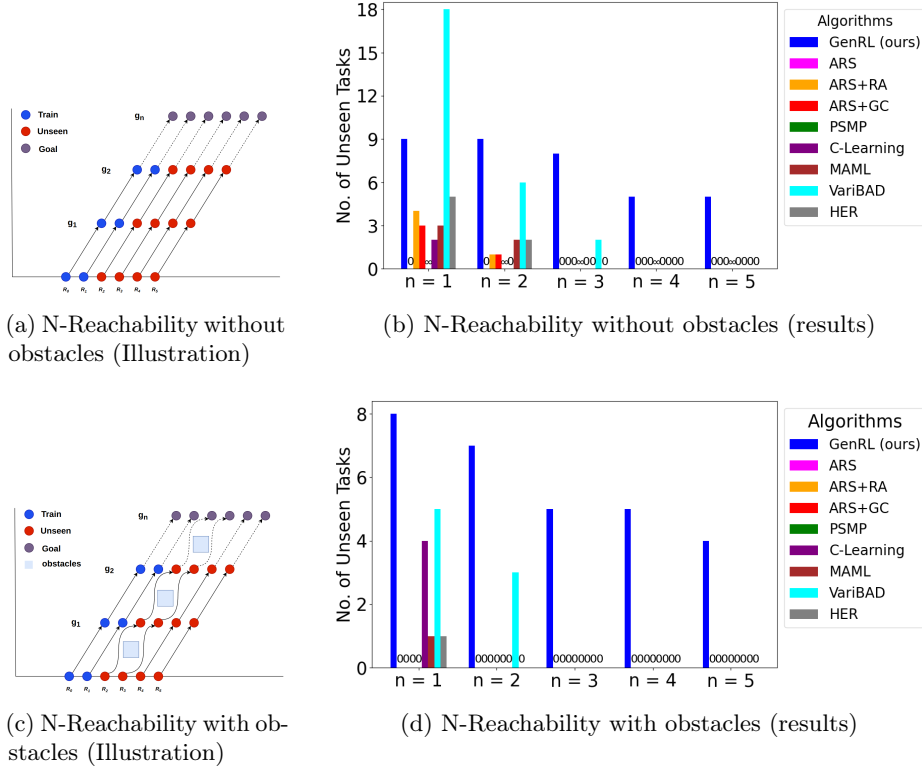 Train
Unseen
Goal
gn
g2
g1
R0 R1 R2 R3 R4 R5
(a) N-Reachability without
obstacles (Illustration)
No. of Unseen Tasks
18
15
12
9
6
3
0
n = 1 n = 2 n = 3 n = 4 n = 5
Algorithms
GenRL (ours)
ARS
ARS+RA
ARS+GC
PSMP
C-Learning
MAML
VariBAD
HER
(b) N-Reachability without obstacles (results)
Train
Unseen
Goal
obstacles
gn
g2
g1
(c) N-Reachability with ob-
stacles (Illustration)
No. of Unseen Tasks
8
6
4
2
0
0000 00000000 00000000 00000000
n = 1 n = 2 n = 3 n = 4 n = 5
Algorithms
GenRL (ours)
ARS
ARS+RA
ARS+GC
PSMP
C-Learning
MAML
VariBAD
HER
(d) N-Reachability with obstacles (results)